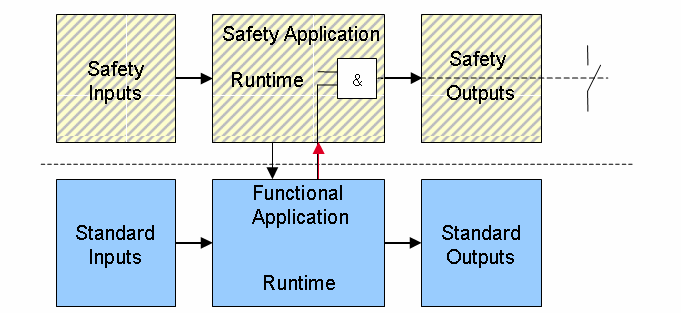 Safety
Inputs
Safety Application
Runtime
&
Safety
Outputs
Standard
Inputs
Functional
Application
Runtime
Standard
Outputs